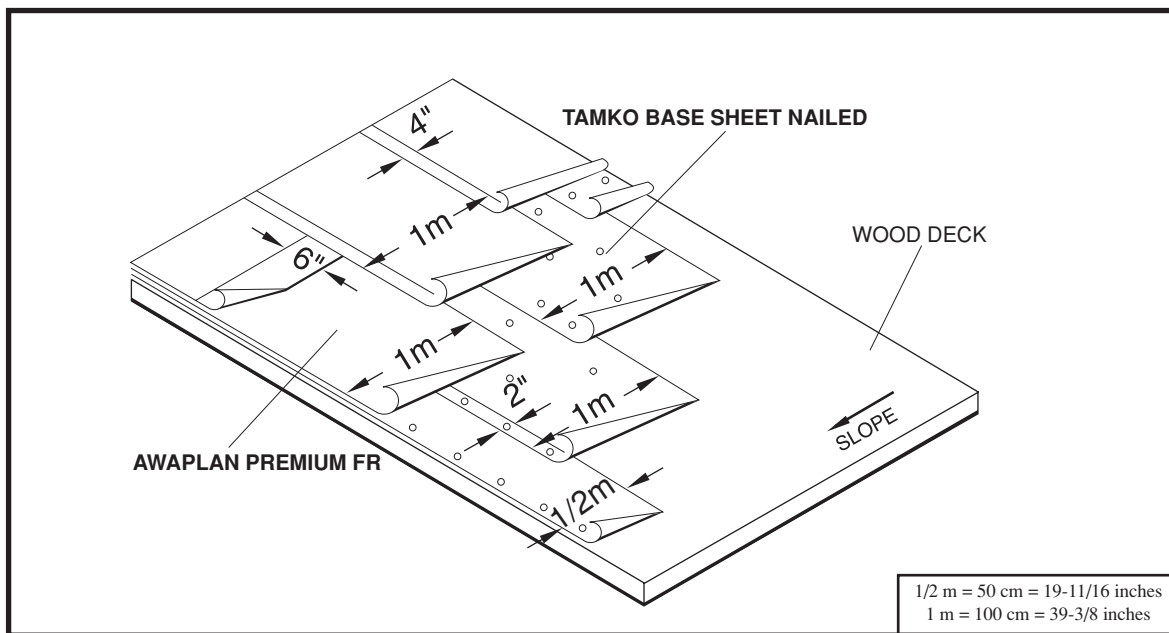 4"
TAMKO BASE SHEET NAILED
1m
WOOD DECK
6"
1m
1m
2"
1m
SLOPE
AWAPLAN PREMIUM FR
1/2m
1/2 m = 50 cm = 19-11/16 inches
1 m = 100 cm = 39-3/8 inches